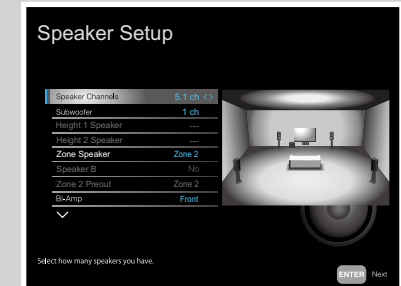 Speaker Setup
Speaker Channels 5.1 ch <>
Subwoofer 1 ch
Height 1 Speaker ---
Height 2 Speaker ---
Zone Speaker Zone 2
Speaker B No
Zone 2 Preout Zone 2
Bi-Amp Front
Select how many speakers you have.
ENTER Next